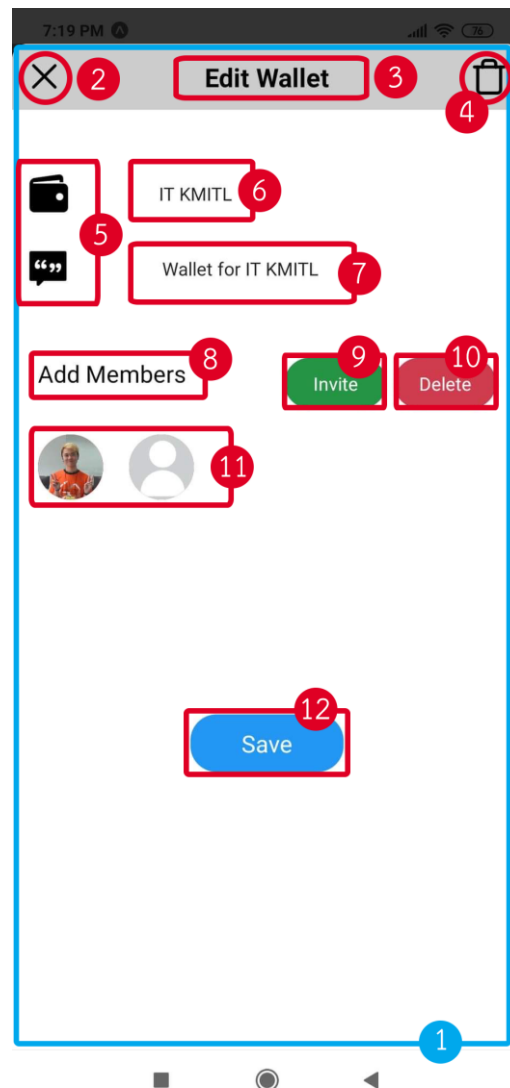 7:19 PM
76
2
Edit Wallet
3
4
5
IT KMITL
6
“”
Wallet for IT KMITL
7
Add Members
8
9
Invite
10
Delete
11
12
Save
1